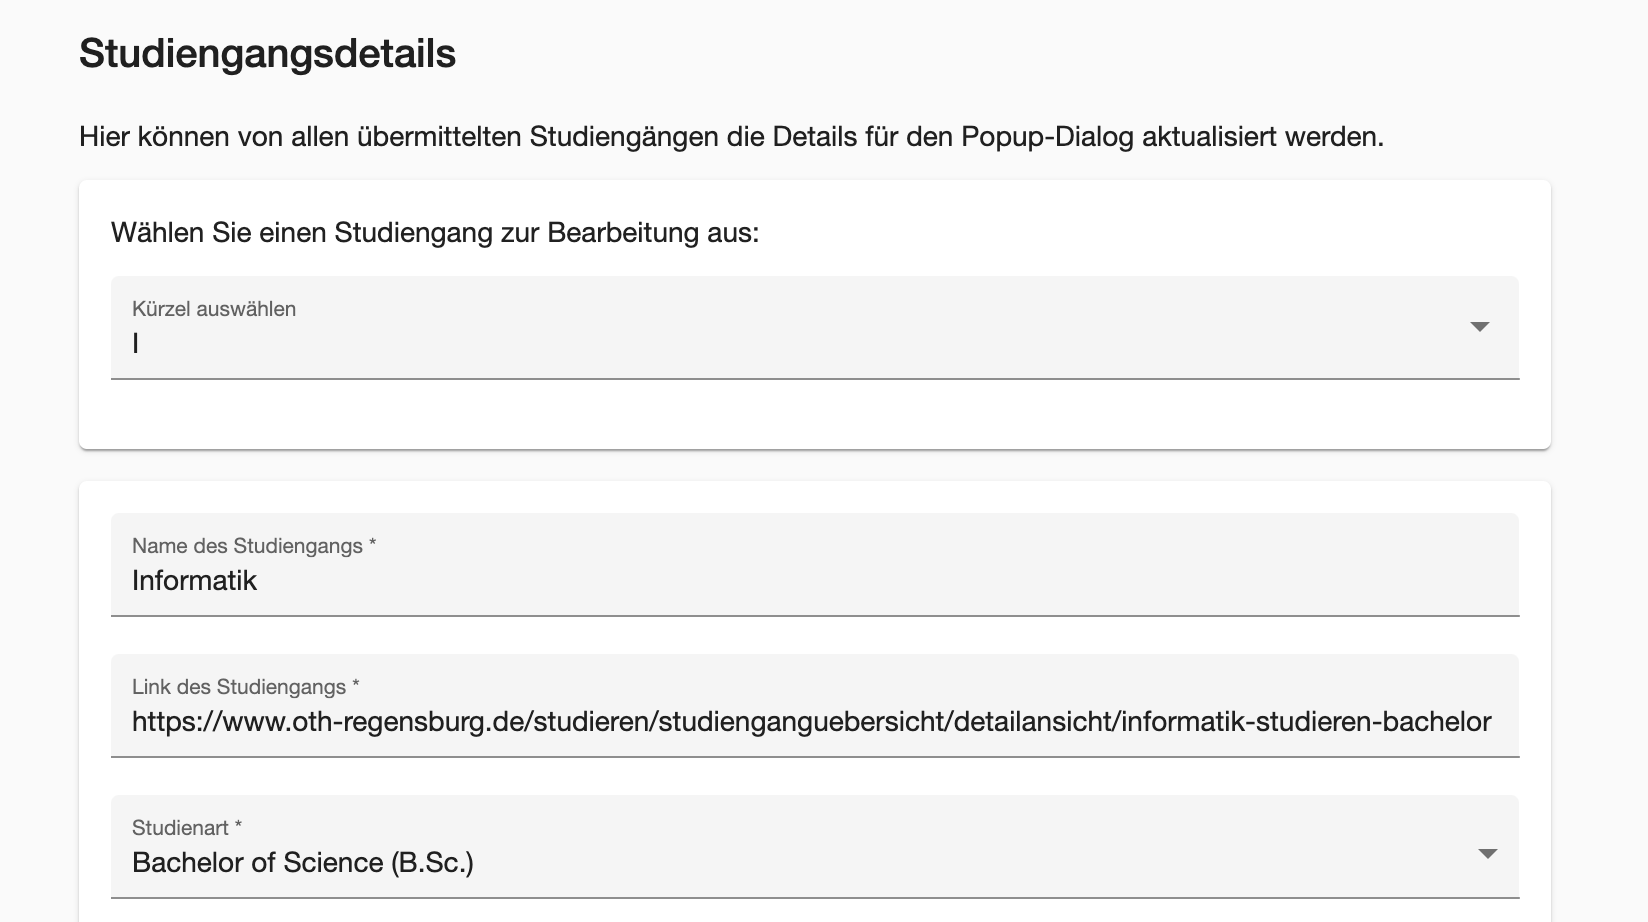 Studiengangsdetails
Hier können von allen übermittelten Studiengängen die Details für den Popup-Dialog aktualisiert werden.
Wählen Sie einen Studiengang zur Bearbeitung aus:
Kürzel auswählen
I
Name des Studiengangs *
Informatik
Link des Studiengangs *
https://www.oth-regensburg.de/studieren/studienganguebersicht/detailansicht/informatik-studieren-bachelor
Studienart *
Bachelor of Science (B.Sc.)